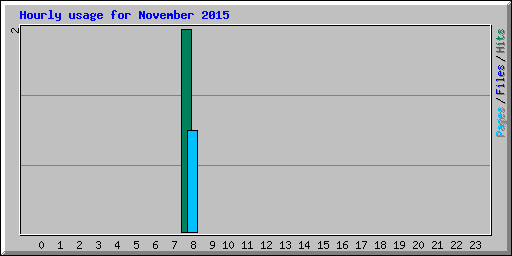 Hourly usage for November 2015
2
Pages/Files/Hits
0 1 2 3 4 5 6 7 8 9 10 11 12 13 14 15 16 17 18 19 20 21 22 23